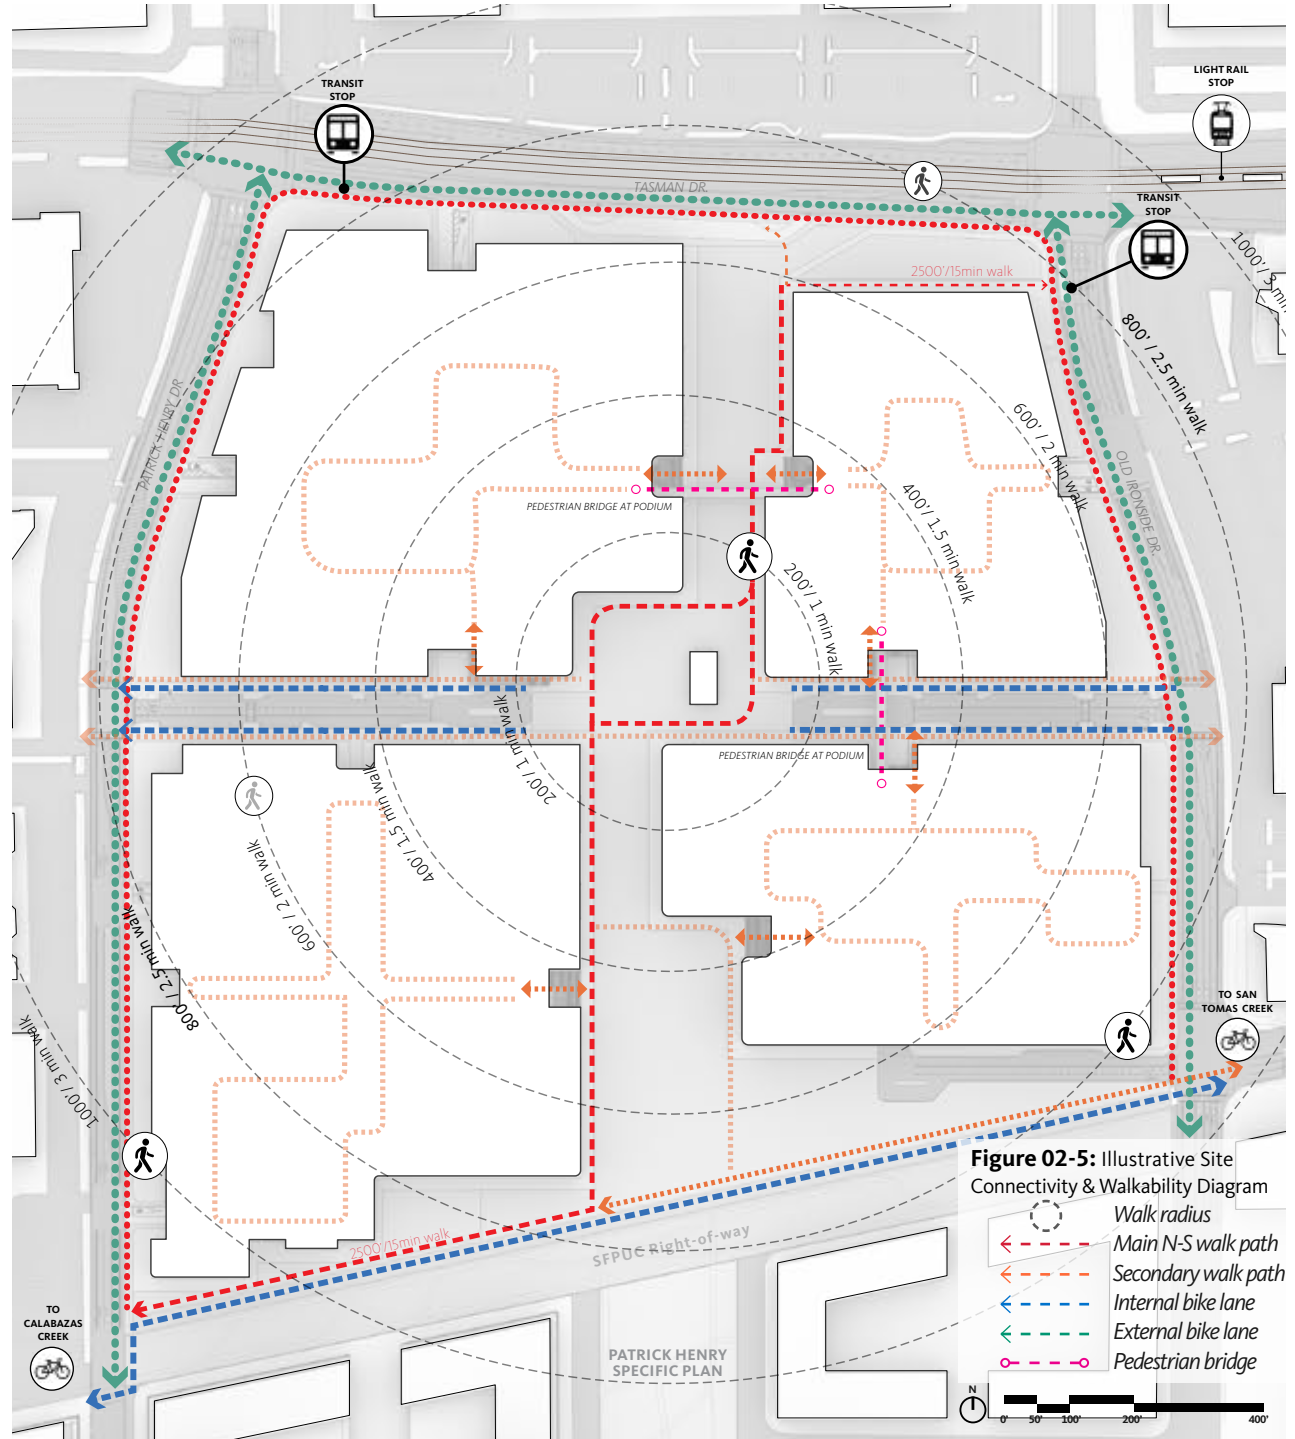 TRANSIT
STOP
LIGHT RAIL
STOP
TASMAN DR.
TRANSIT
STOP
1000'/ 3 min
2500'/15min walk
800'/ 2.5 min walk
PATRICK HENRY DR
600'/ 2 min walk
OLD IRONSIDE DR.
400'/ 1.5 min walk
PEDESTRIAN BRIDGE AT PODIUM
200'/ 1 min walk
PEDESTRIAN BRIDGE AT PODIUM
200'/ 1 min walk
400'/ 1.5 min walk
600'/ 2 min walk
800'/ 2.5 min walk
1000'/ 3 min walk
TO SAN
TOMAS CREEK
2500'/15min walk
SFPUC Right-of-way
TO
CALABAZAS
CREEK
PATRICK HENRY
SPECIFIC PLAN
Figure 02-5: Illustrative Site
Connectivity & Walkability Diagram
Walk radius
Main N-S walk path
Secondary walk path
Internal bike lane
External bike lane
Pedestrian bridge
N
0' 50' 100' 200' 400'